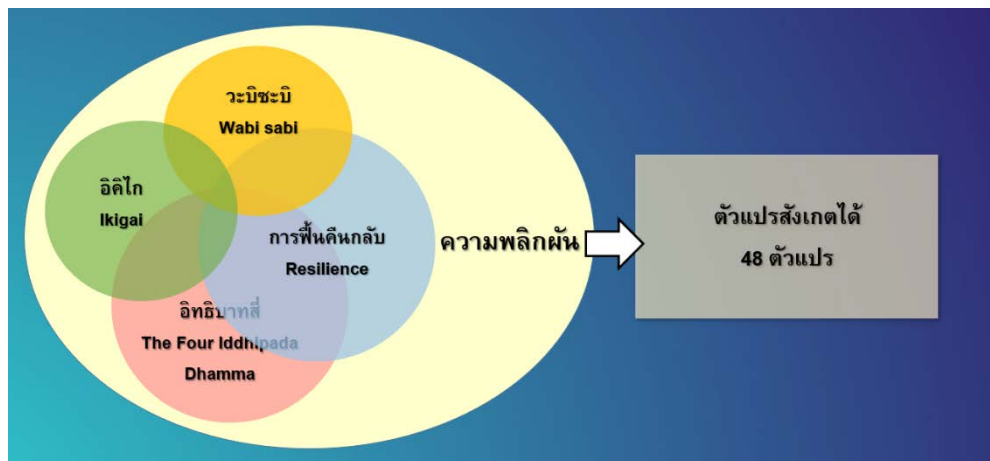 วะบิซะบิ
Wabi sabi
อิคิไก
Ikigai
การฟื้นคืนกลับ
Resilience
อิทธิบาทสี่
The Four Iddhipada
Dhamma
ความพลิกผัน
ตัวแปรสังเกตได้
48 ตัวแปร